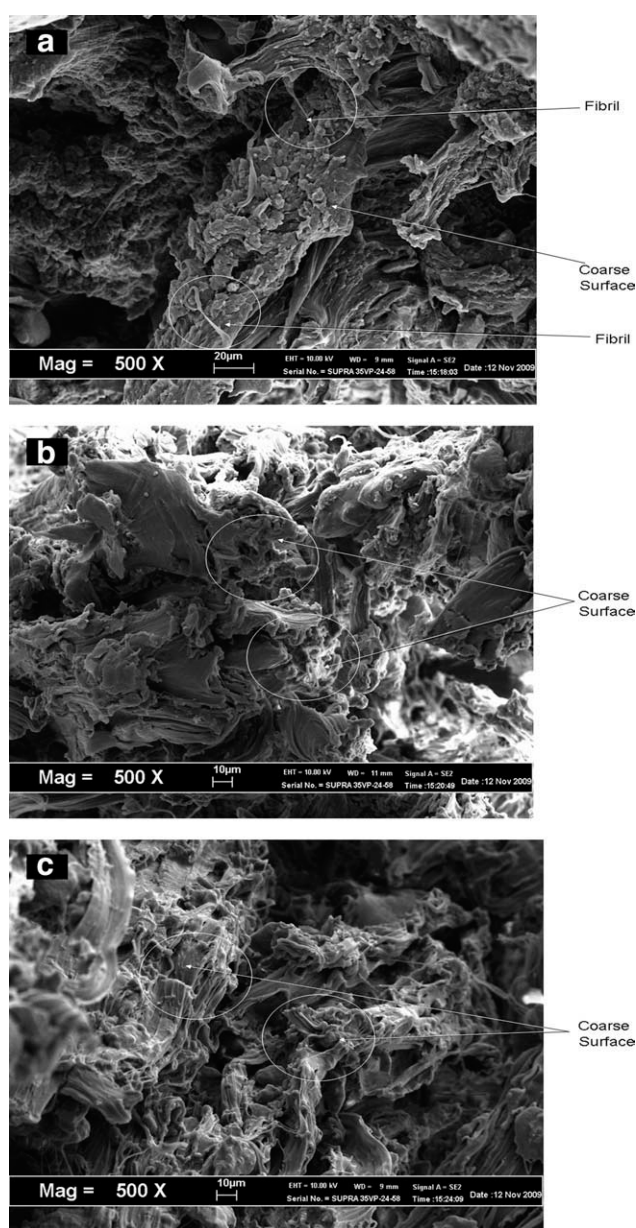 a
Fibril
Coarse
Surface
Fibril
Mag = 500 X
20µm
EHT = 10.00 kV WD = 9 mm Signal A = SE2
Serial No. = SUPRA 35VP-24-58 Time :15:18:03
Date :12 Nov 2009
b
Coarse
Surface
Mag = 500 X
10µm
EHT = 10.00 kV WD = 11 mm Signal A = SE2
Serial No. = SUPRA 35VP-24-58 Time :15:20:49
Date :12 Nov 2009
c
Coarse
Surface
Mag = 500 X
10µm
EHT = 10.00 kV WD = 9 mm Signal A = SE2
Serial No. = SUPRA 35VP-24-58 Time :15:24:09
Date :12 Nov 2009